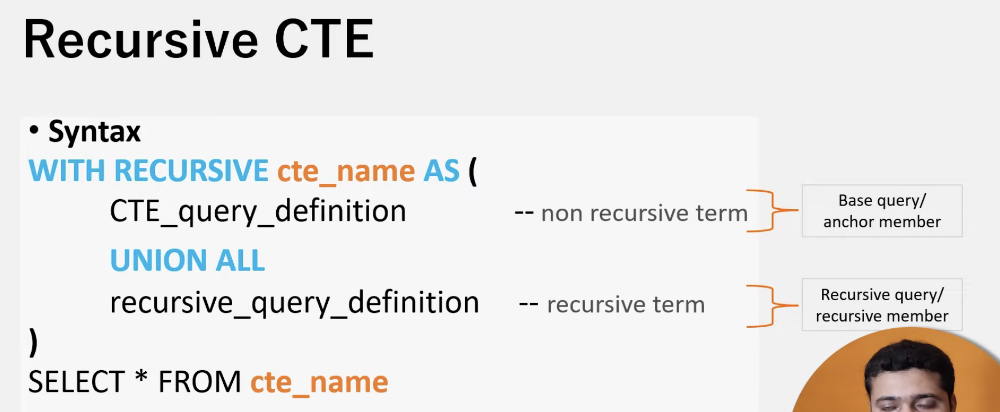 Recursive CTE
• Syntax
WITH RECURSIVE cte_name AS (
CTE_query_definition -- non recursive term
Base query/
anchor member
UNION ALL
recursive_query_definition -- recursive term
Recursive query/
recursive member
)
SELECT * FROM cte_name